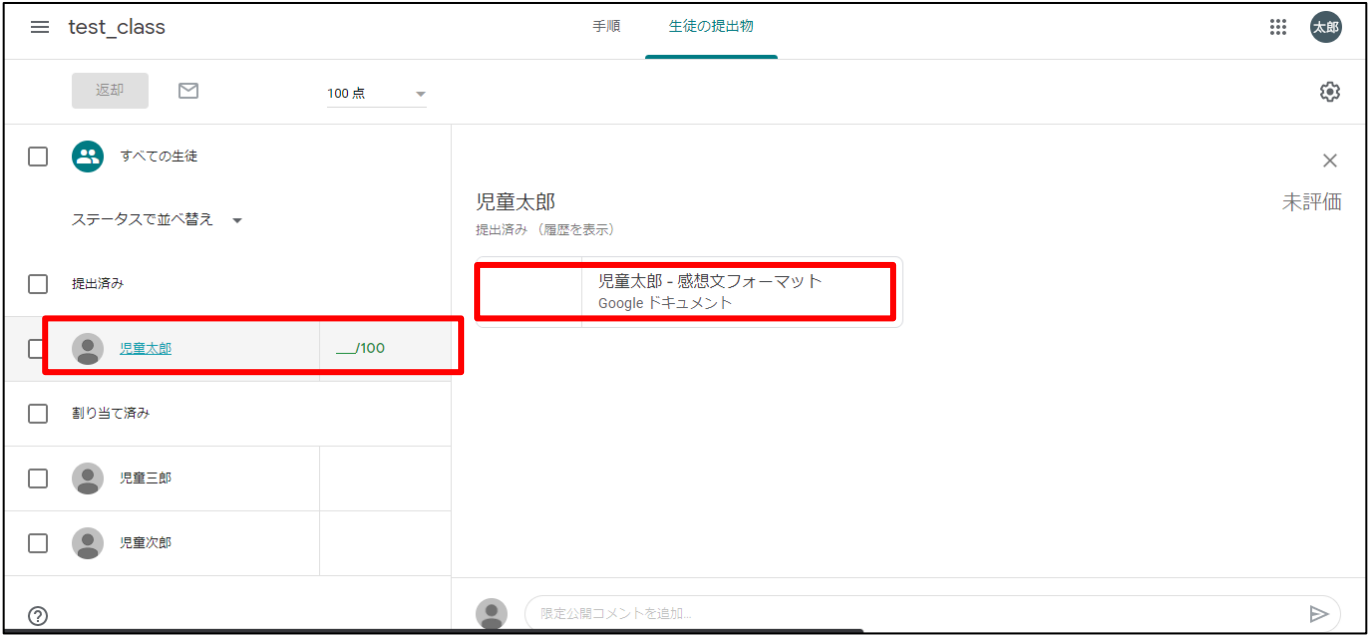 test_class
手順
生徒の提出物
太郎
返却
100 点
すべての生徒
ステータスで並べ替え
提出済み
児童太郎
__/100
割り当て済み
児童三郎
児童次郎
児童太郎
未評価
提出済み (履歴を表示)
児童太郎 - 感想文フォーマット
Google ドキュメント
限定公開コメントを追加...